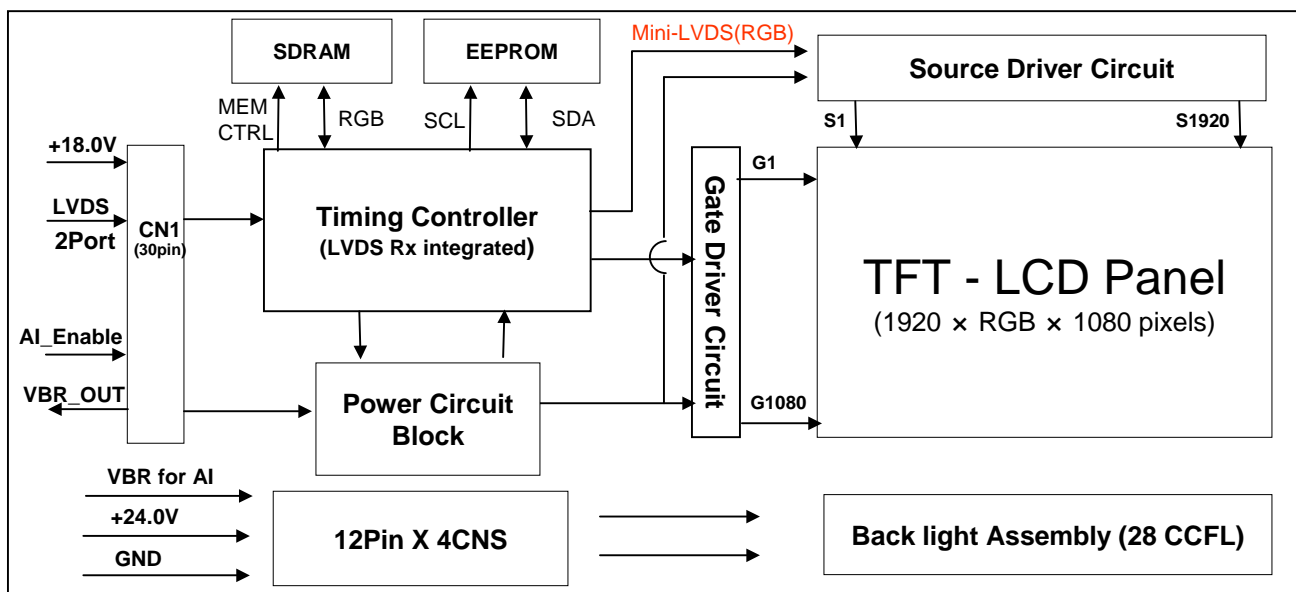 Mini-LVDS(RGB)
SDRAM
EEPROM
Source Driver Circuit
MEM
CTRL
RGB
SCL
SDA
S1
S1920
+18.0V
LVDS
2Port
CN1
(30pin)
Timing Controller
(LVDS Rx integrated)
Gate Driver Circuit
G1
TFT - LCD Panel
(1920 × RGB × 1080 pixels)
AI_Enable
VBR_OUT
Power Circuit
Block
G1080
VBR for AI
+24.0V
GND
12Pin X 4CNS
Back light Assembly (28 CCFL)